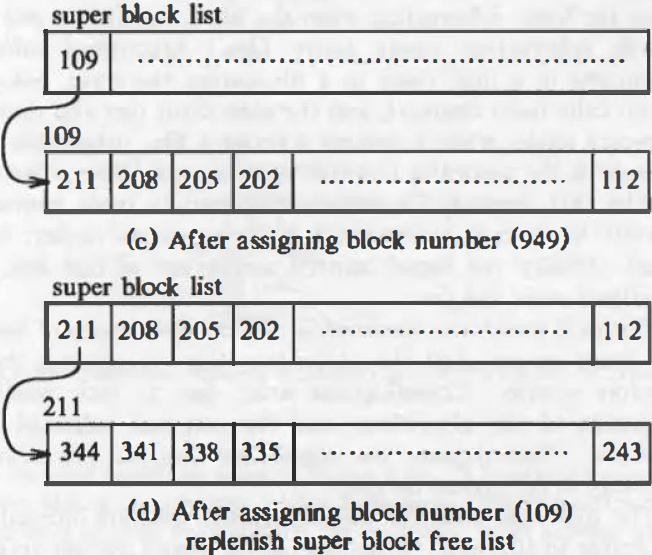 super block list
109 ..................................................
109
211 208 205 202 .............................. 112
(c) After assigning block number (949)
super block list
211 208 205 202 .............................. 112
211
344 341 338 335 .............................. 243
(d) After assigning block number (109)
replenish super block free list